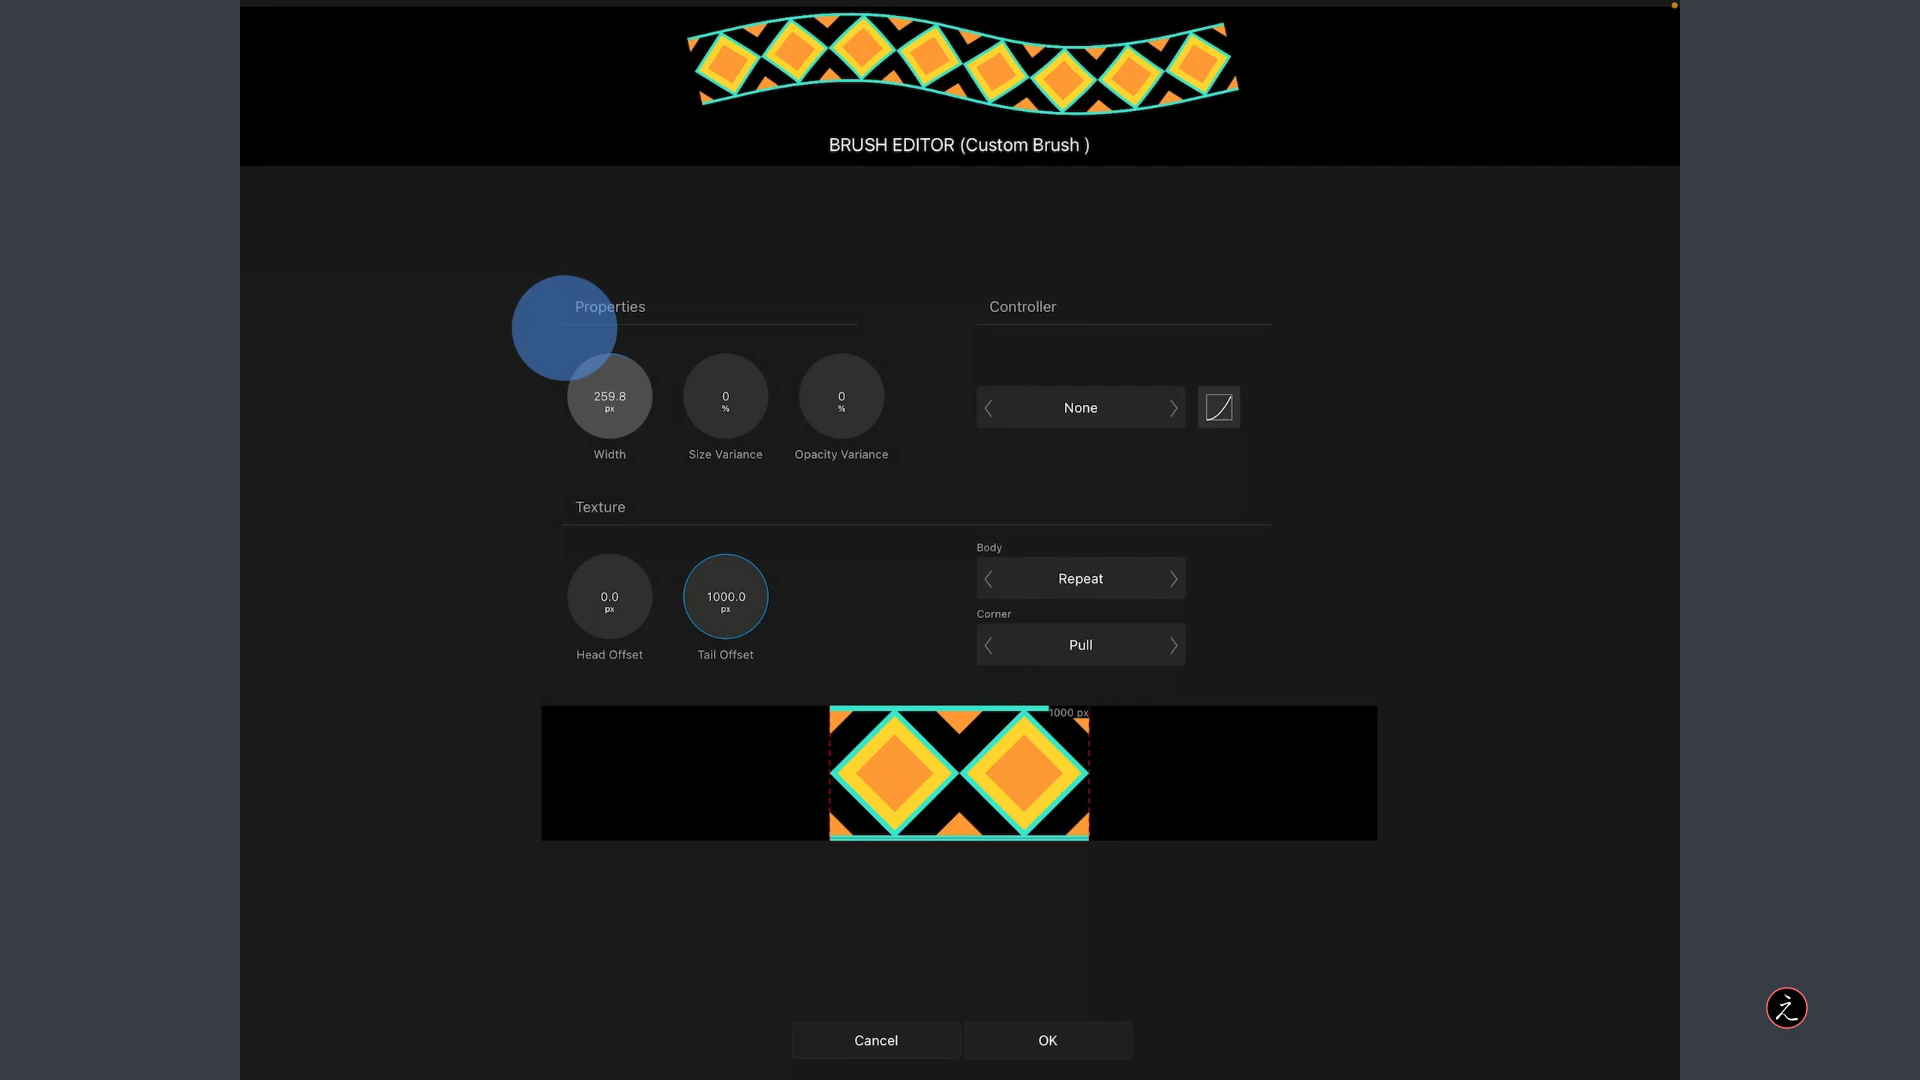 BRUSH EDITOR (Custom Brush )
Properties
Controller
259.8
px
0
%
0
%
None
Width
Size Variance
Opacity Variance
Texture
Body
Repeat
0.0
px
1000.0
px
Corner
Pull
Head Offset
Tail Offset
1000 px
Cancel
OK
之